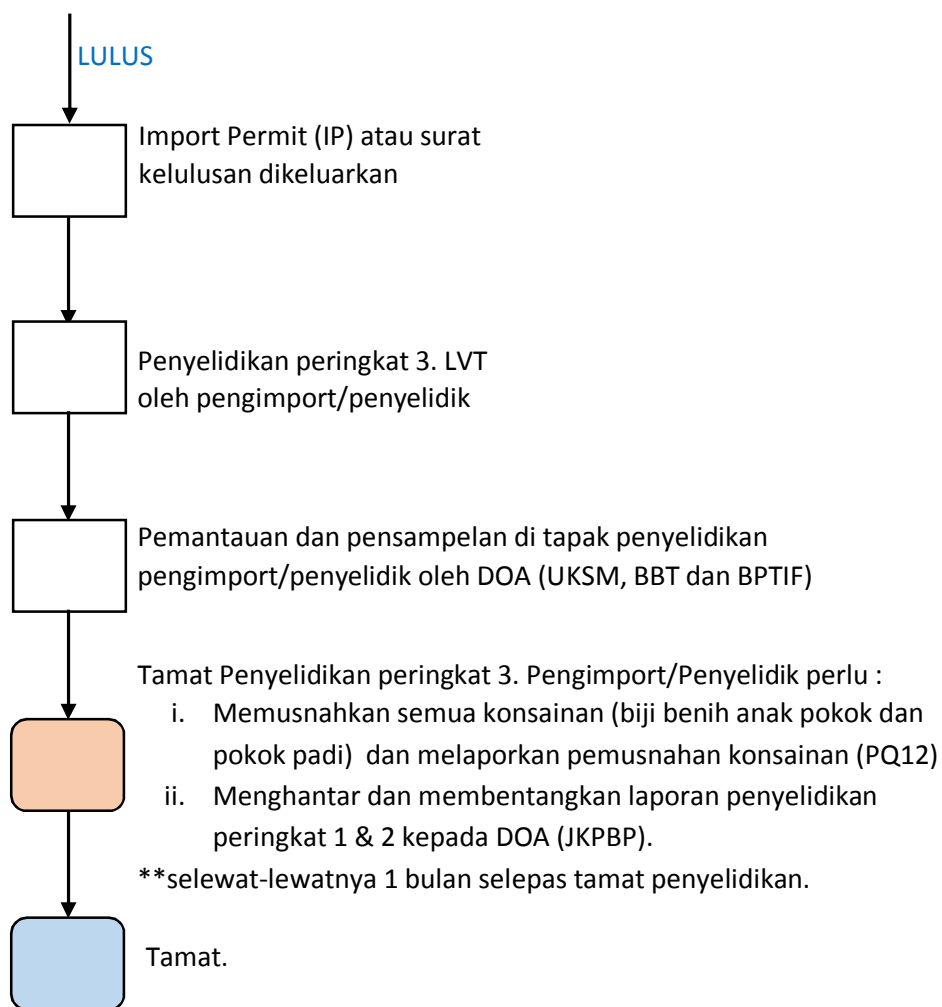 LULUS
Import Permit (IP) atau surat
kelulusan dikeluarkan
Penyelidikan peringkat 3. LVT
oleh pengimport/penyelidik
Pemantauan dan pensampelan di tapak penyelidikan
pengimport/penyelidik oleh DOA (UKSM, BBT dan BPTIF)
Tamat Penyelidikan peringkat 3. Pengimport/Penyelidik perlu :
i. Memusnahkan semua konsainan (biji benih anak pokok dan
pokok padi) dan melaporkan pemusnahan konsainan (PQ12)
ii. Menghantar dan membentangkan laporan penyelidikan
peringkat 1 & 2 kepada DOA (JKPBP).
**selewat-lewatnya 1 bulan selepas tamat penyelidikan.
Tamat.